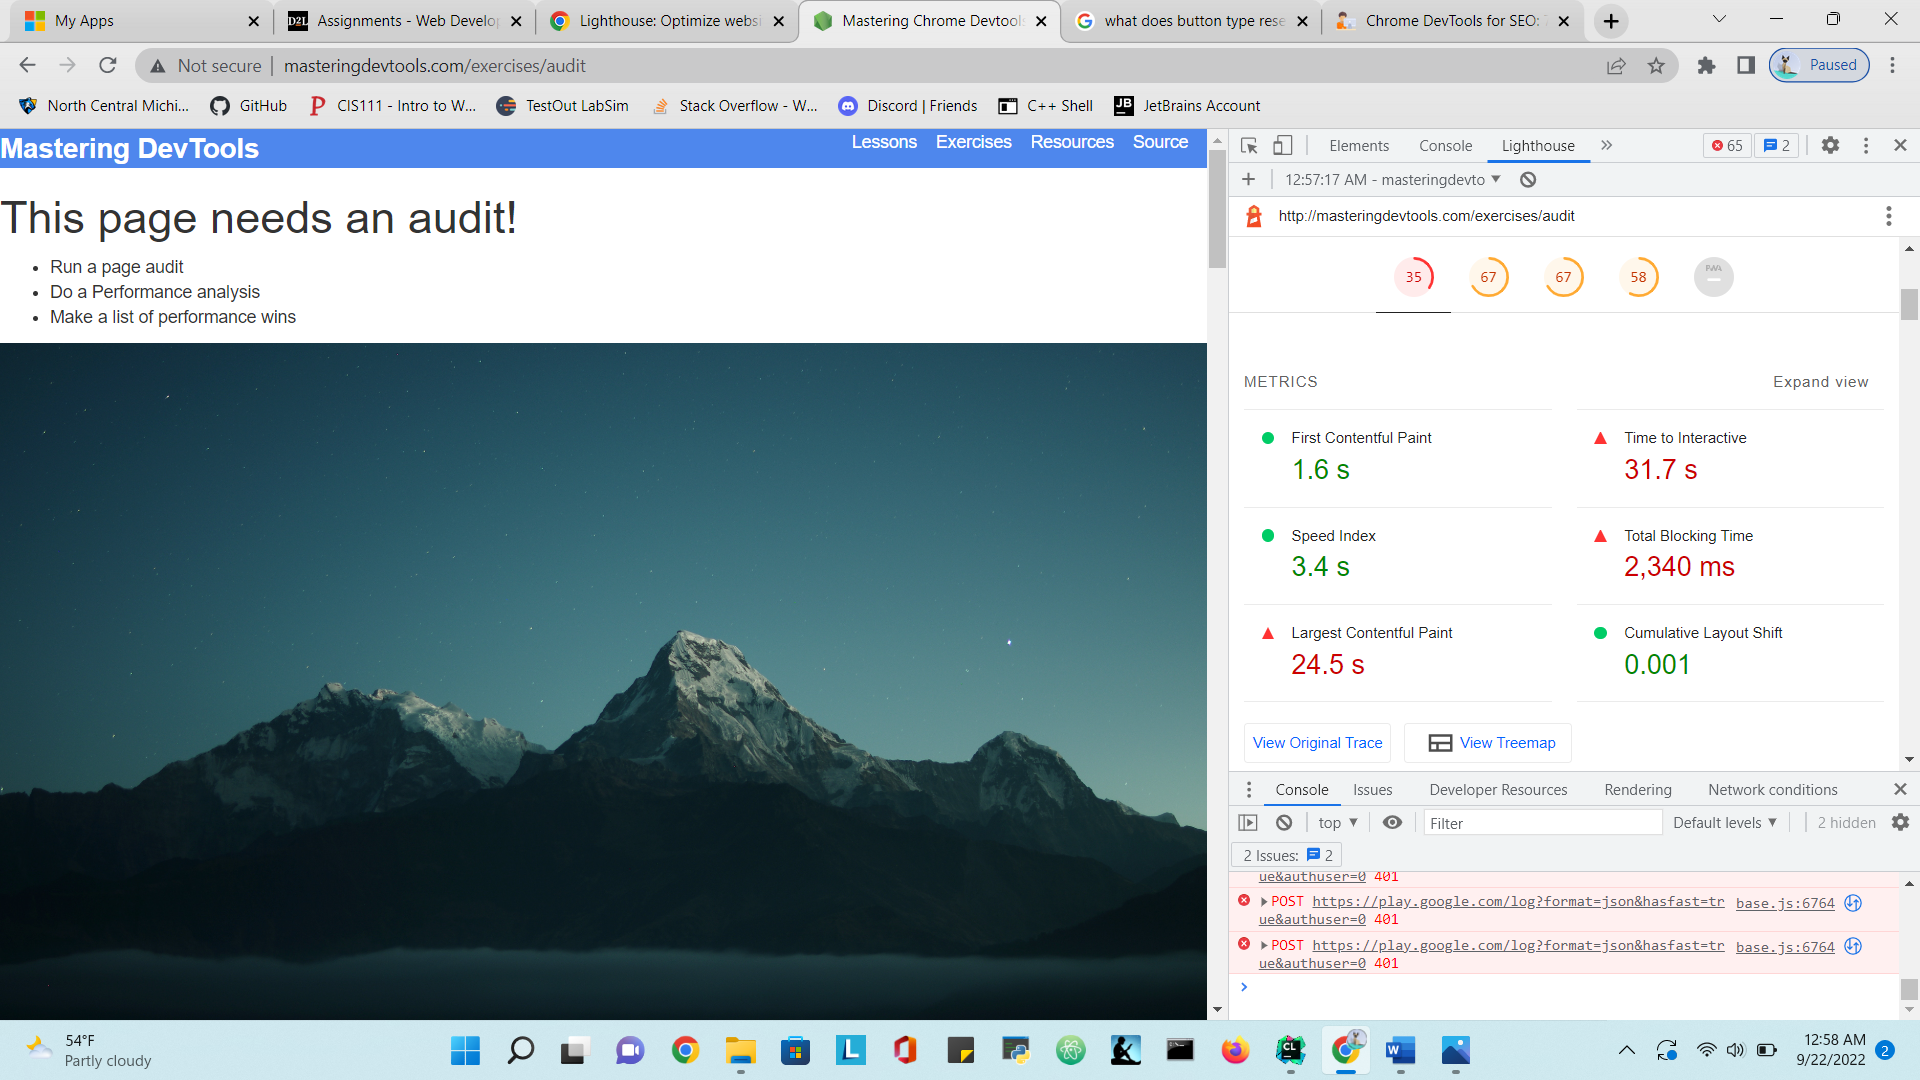 My Apps
D2L Assignments - Web Develop
Lighthouse: Optimize websi
Mastering Chrome Devtools
what does button type rese
Chrome DevTools for SEO: 7
Not secure masteringdevtools.com/exercises/audit
Paused
North Central Michi...
GitHub
CIS111 - Intro to W...
TestOut LabSim
Stack Overflow - W...
Discord | Friends
C++ Shell
JetBrains Account
Mastering DevTools
Lessons Exercises Resources Source
This page needs an audit!
Run a page audit
Do a Performance analysis
Make a list of performance wins
Elements Console Lighthouse 65 2
12:57:17 AM - masteringdevto
http://masteringdevtools.com/exercises/audit
35 67 67 58 PWA
METRICS Expand view
First Contentful Paint
1.6 s
Time to Interactive
31.7 s
Speed Index
3.4 s
Total Blocking Time
2,340 ms
Largest Contentful Paint
24.5 s
Cumulative Layout Shift
0.001
View Original Trace View Treemap
Console Issues Developer Resources Rendering Network conditions
top Filter Default levels 2 hidden
2 Issues: 2
ue&authuser=0 401
POST https://play.google.com/log?format=json&hasfast=tr base.js:6764
ue&authuser=0 401
POST https://play.google.com/log?format=json&hasfast=tr base.js:6764
ue&authuser=0 401
54°F
Partly cloudy
12:58 AM
9/22/2022
2